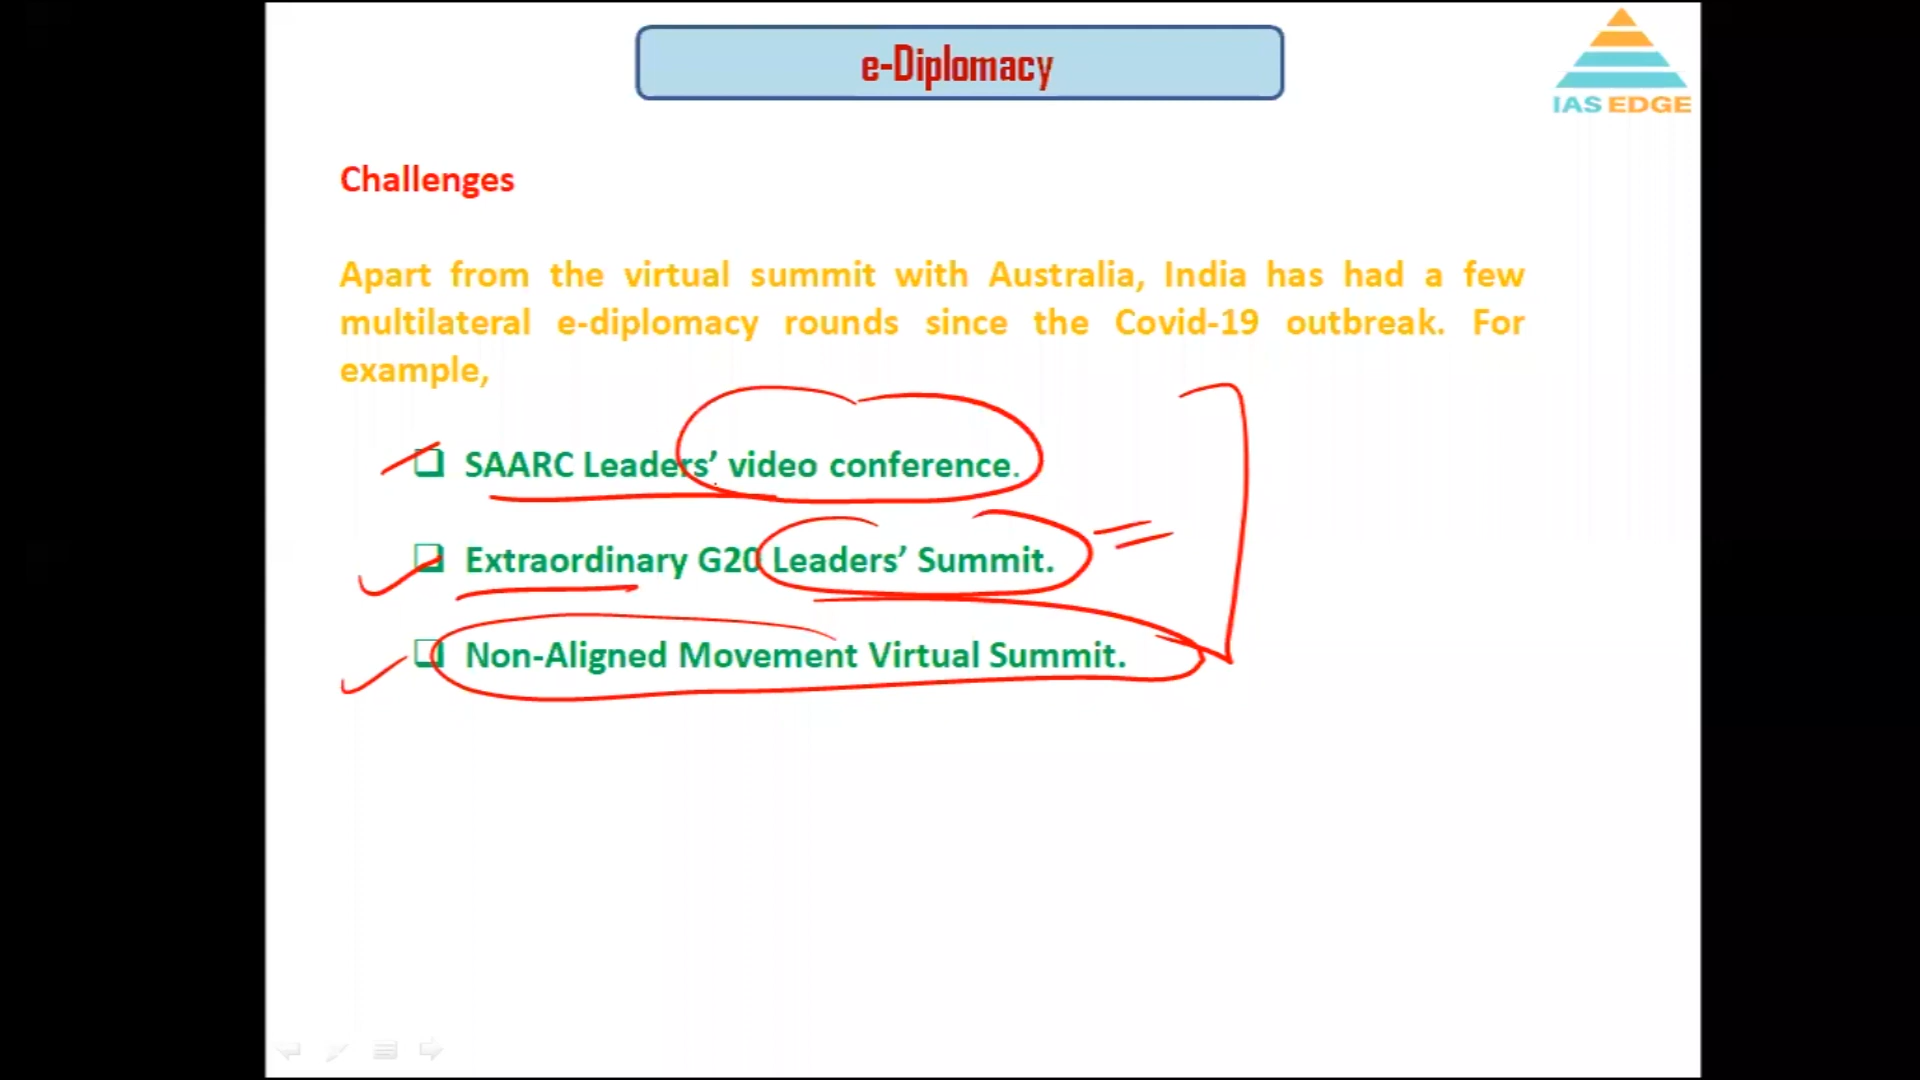 e-Diplomacy
IAS EDGE
Challenges
Apart from the virtual summit with Australia, India has had a few
multilateral e-diplomacy rounds since the Covid-19 outbreak. For
example,
SAARC Leaders’ video conference.
Extraordinary G20 Leaders’ Summit.
Non-Aligned Movement Virtual Summit.